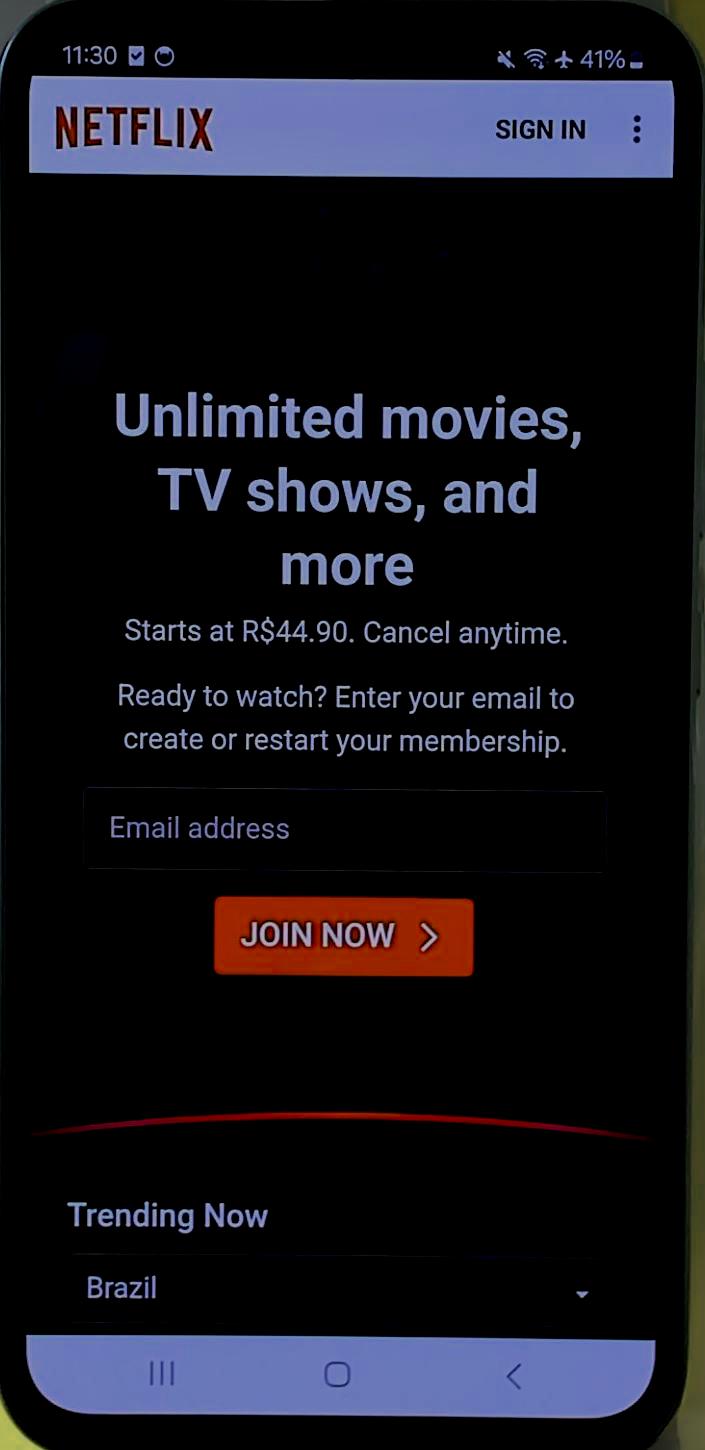 11:30
41%
NETFLIX
SIGN IN
Unlimited movies,
TV shows, and
more
Starts at R$44.90. Cancel anytime.
Ready to watch? Enter your email to
create or restart your membership.
Email address
JOIN NOW
Trending Now
Brazil